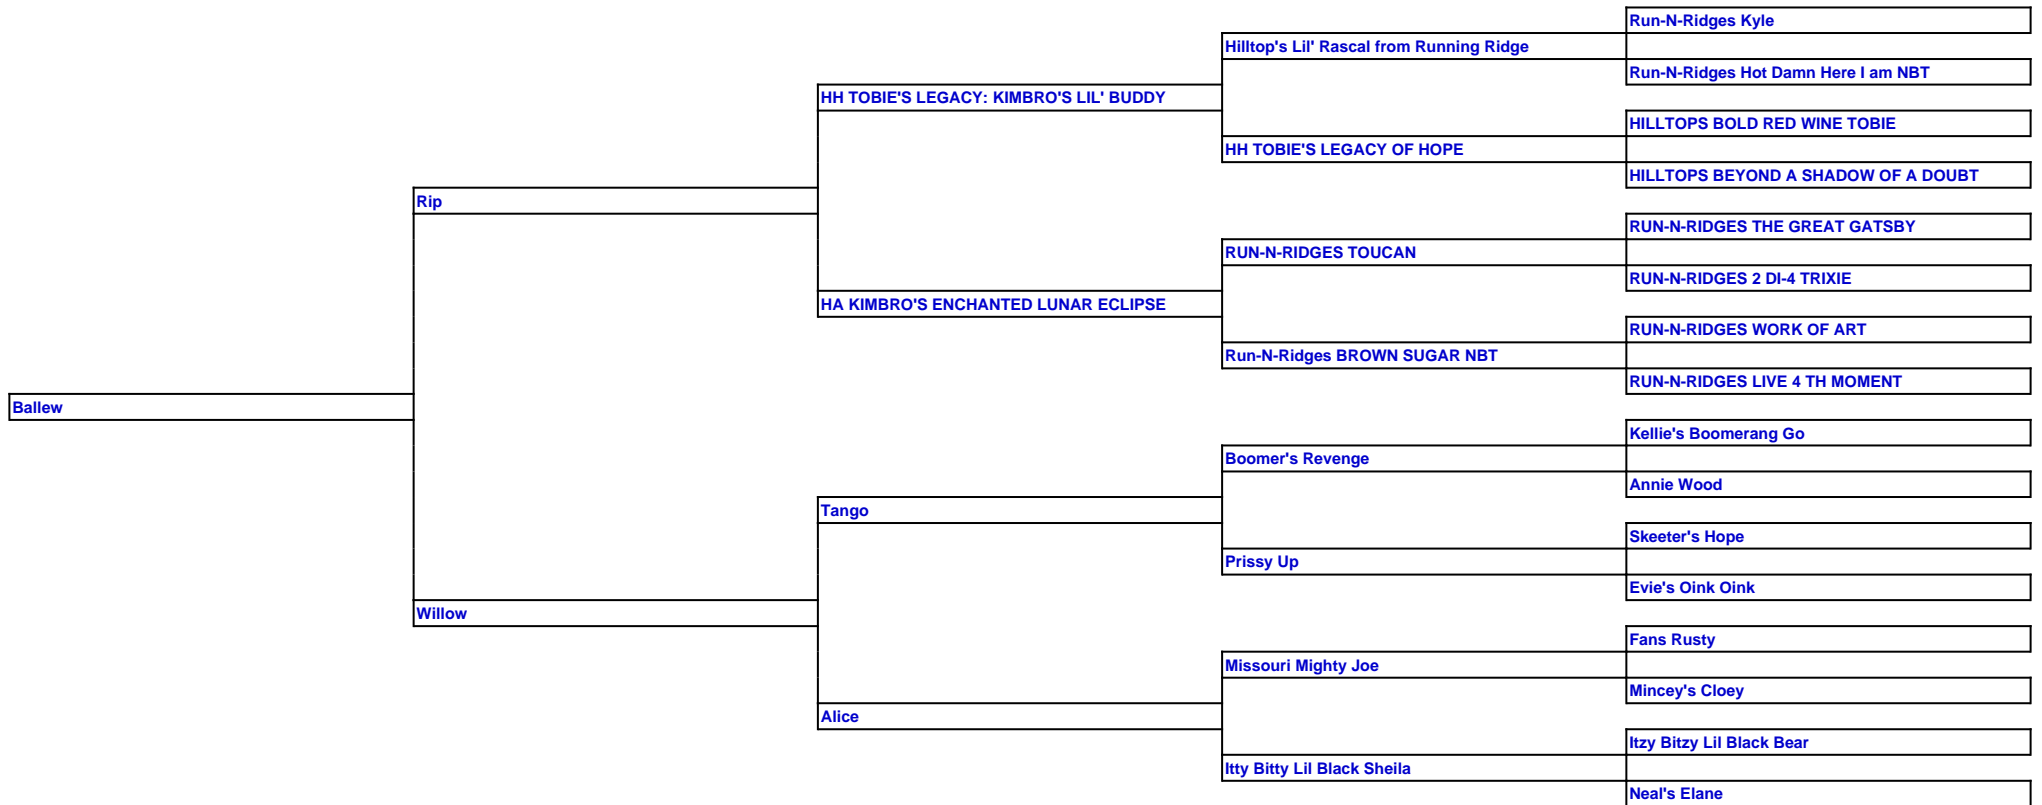 Run-N-Ridges Kyle
Hilltop's Lil' Rascal from Running Ridge
Run-N-Ridges Hot Damn Here I am NBT
HH TOBIE'S LEGACY: KIMBRO'S LIL' BUDDY
HILLTOPS BOLD RED WINE TOBIE
HH TOBIE'S LEGACY OF HOPE
HILLTOPS BEYOND A SHADOW OF A DOUBT
Rip
RUN-N-RIDGES THE GREAT GATSBY
RUN-N-RIDGES TOUCAN
RUN-N-RIDGES 2 DI-4 TRIXIE
HA KIMBRO'S ENCHANTED LUNAR ECLIPSE
RUN-N-RIDGES WORK OF ART
Run-N-Ridges BROWN SUGAR NBT
RUN-N-RIDGES LIVE 4 TH MOMENT
Ballew
Kellie's Boomerang Go
Boomer's Revenge
Annie Wood
Tango
Skeeter's Hope
Prissy Up
Evie's Oink Oink
Willow
Fans Rusty
Missouri Mighty Joe
Mincey's Cloey
Alice
Itzy Bitzy Lil Black Bear
Itty Bitty Lil Black Sheila
Neal's Elane